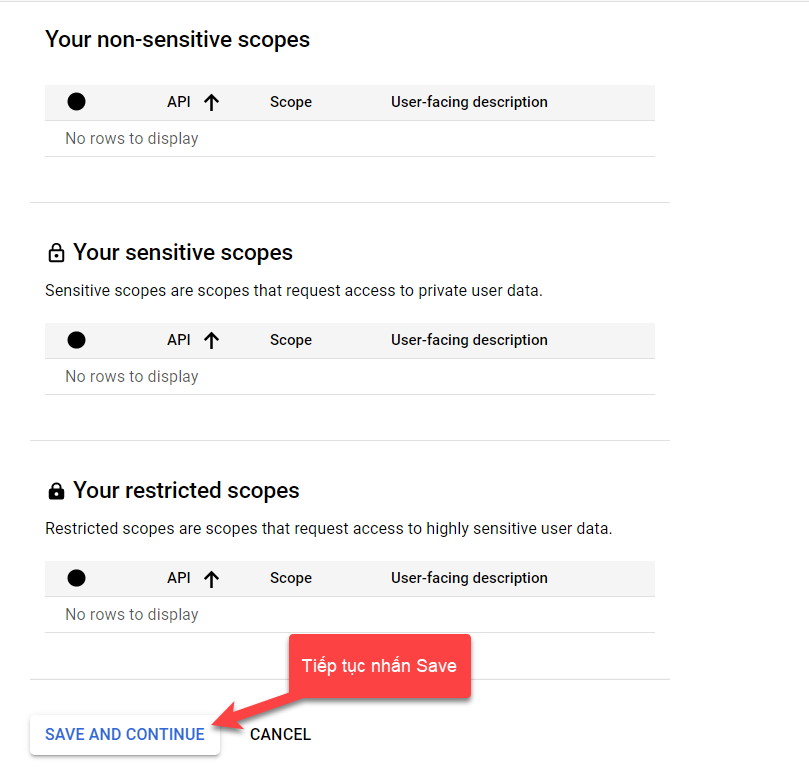 Your non-sensitive scopes
API Scope User-facing description
No rows to display
Your sensitive scopes
Sensitive scopes are scopes that request access to private user data.
API Scope User-facing description
No rows to display
Your restricted scopes
Restricted scopes are scopes that request access to highly sensitive user data.
API Scope User-facing description
No rows to display
Tiếp tục nhấn Save
SAVE AND CONTINUE CANCEL